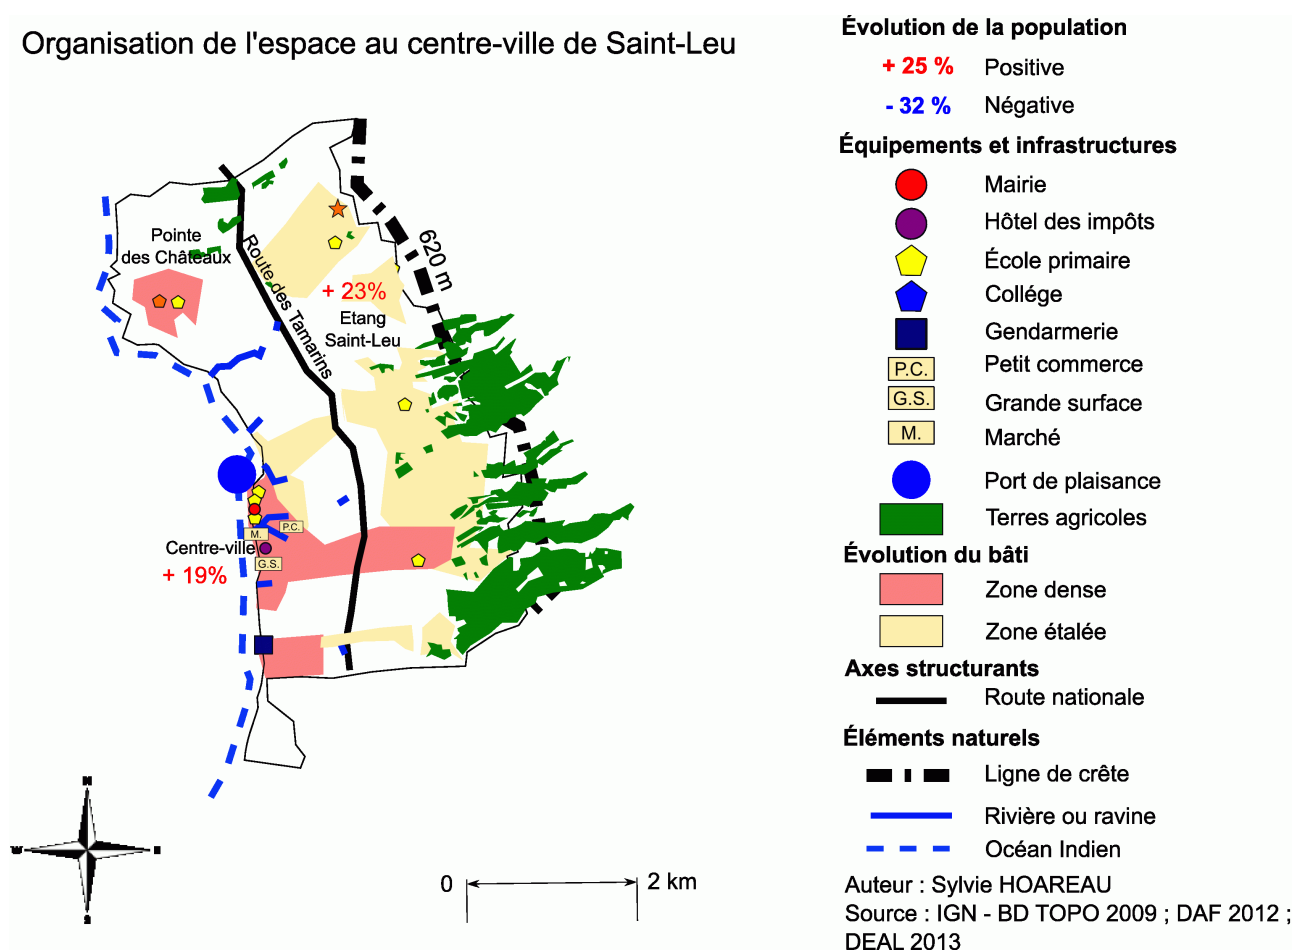 Organisation de l'espace au centre-ville de Saint-Leu
Pointe
des Châteaux
Route des Tamarins
620 m
+ 23%
Etang
Saint-Leu
P.C.
M.
Centre-ville
G.S.
+ 19%
N
W
E
S
0
2 km
Évolution de la population
+ 25 %
Positive
- 32 %
Négative
Équipements et infrastructures
Mairie
Hôtel des impôts
École primaire
Collége
Gendarmerie
P.C.
Petit commerce
G.S.
Grande surface
M.
Marché
Port de plaisance
Terres agricoles
Évolution du bâti
Zone dense
Zone étalée
Axes structurants
Route nationale
Éléments naturels
Ligne de crête
Rivière ou ravine
Océan Indien
Auteur : Sylvie HOAREAU
Source : IGN - BD TOPO 2009 ; DAF 2012 ;
DEAL 2013